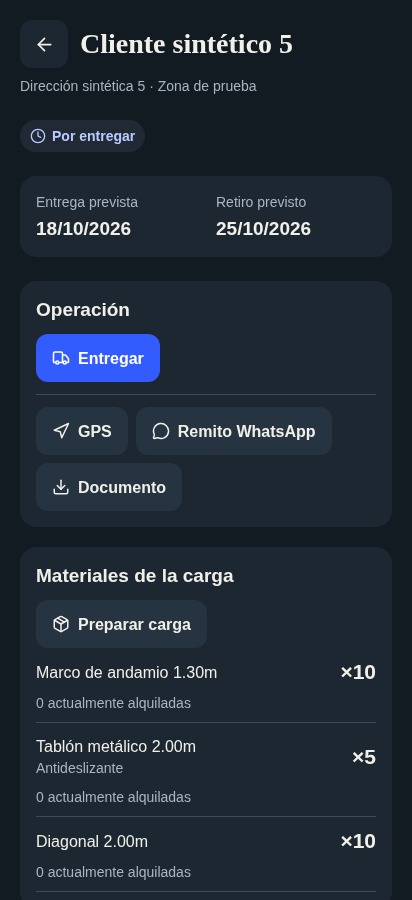 Cliente sintético 5
Dirección sintética 5 · Zona de prueba
Por entregar
Entrega prevista
18/10/2026
Retiro previsto
25/10/2026
Operación
Entregar
GPS
Remito WhatsApp
Documento
Materiales de la carga
Preparar carga
Marco de andamio 1.30m
×10
0 actualmente alquiladas
Tablón metálico 2.00m
Antideslizante
×5
0 actualmente alquiladas
Diagonal 2.00m
×10
0 actualmente alquiladas